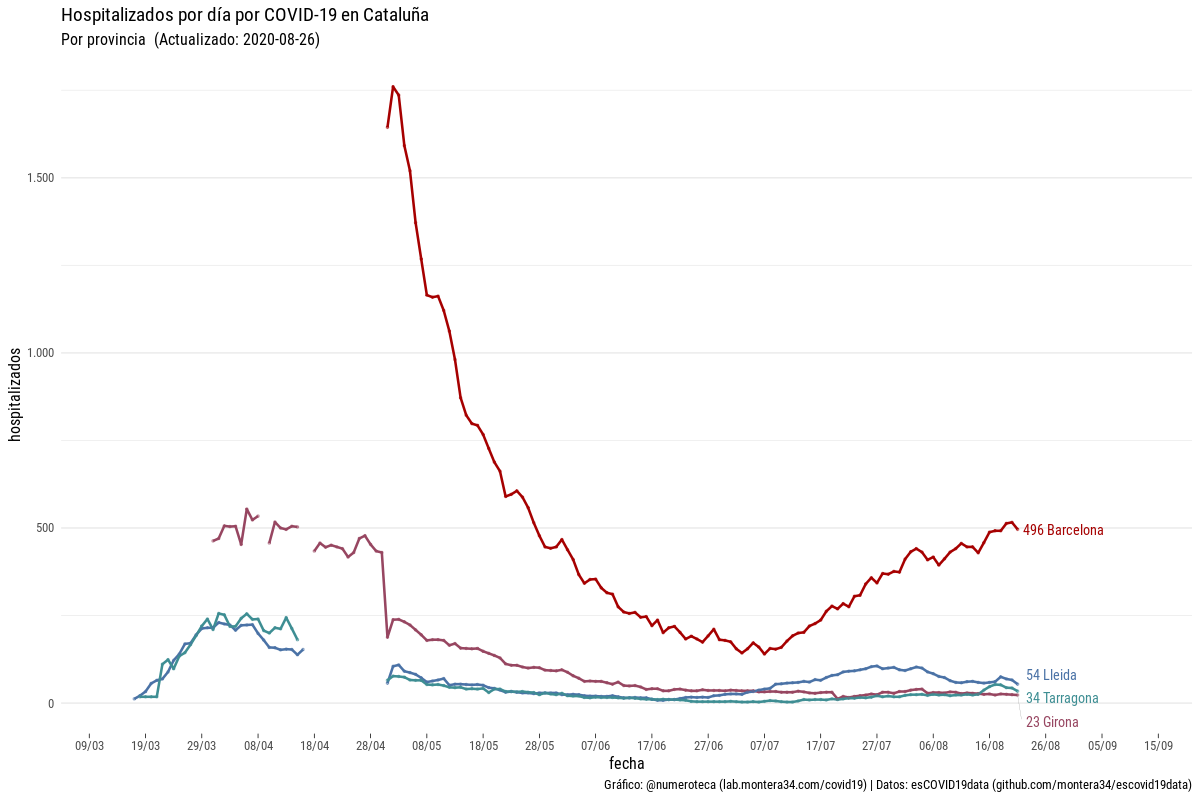 Hospitalizados por día por COVID-19 en Cataluña
Por provincia (Actualizado: 2020-08-26)
hospitalizados
1.500
1.000
500
0
496 Barcelona
54 Lleida
34 Tarragona
23 Girona
09/03 19/03 29/03 08/04 18/04 28/04 08/05 18/05 28/05 07/06 17/06 27/06 07/07 17/07 27/07 06/08 16/08 26/08 05/09 15/09
fecha
Gráfico: @numeroteca (lab.montera34.com/covid19) | Datos: esCOVID19data (github.com/montera34/escovid19data)